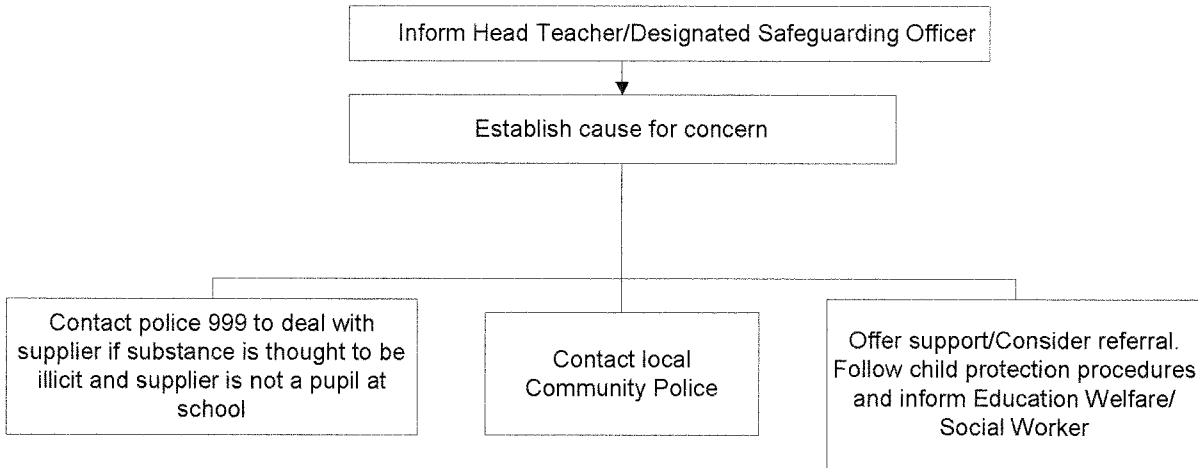 Inform Head Teacher/Designated Safeguarding Officer
Establish cause for concern
Contact police 999 to deal with
supplier if substance is thought to be
illicit and supplier is not a pupil at
school
Contact local
Community Police
Offer support/Consider referral.
Follow child protection procedures
and inform Education Welfare/
Social Worker